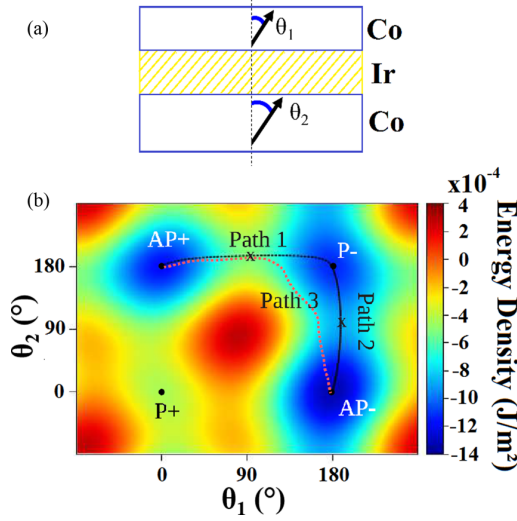 (a)
θ1
Co
Ir
θ2
Co
(b)
x10-4
AP+
Path 1
P-
Path 3
Path 2
P+
AP-
180
90
0
θ2 (°)
0
90
180
θ1 (°)
4
2
0
-2
-4
-6
-8
-10
-12
-14
Energy Density (J/m²)